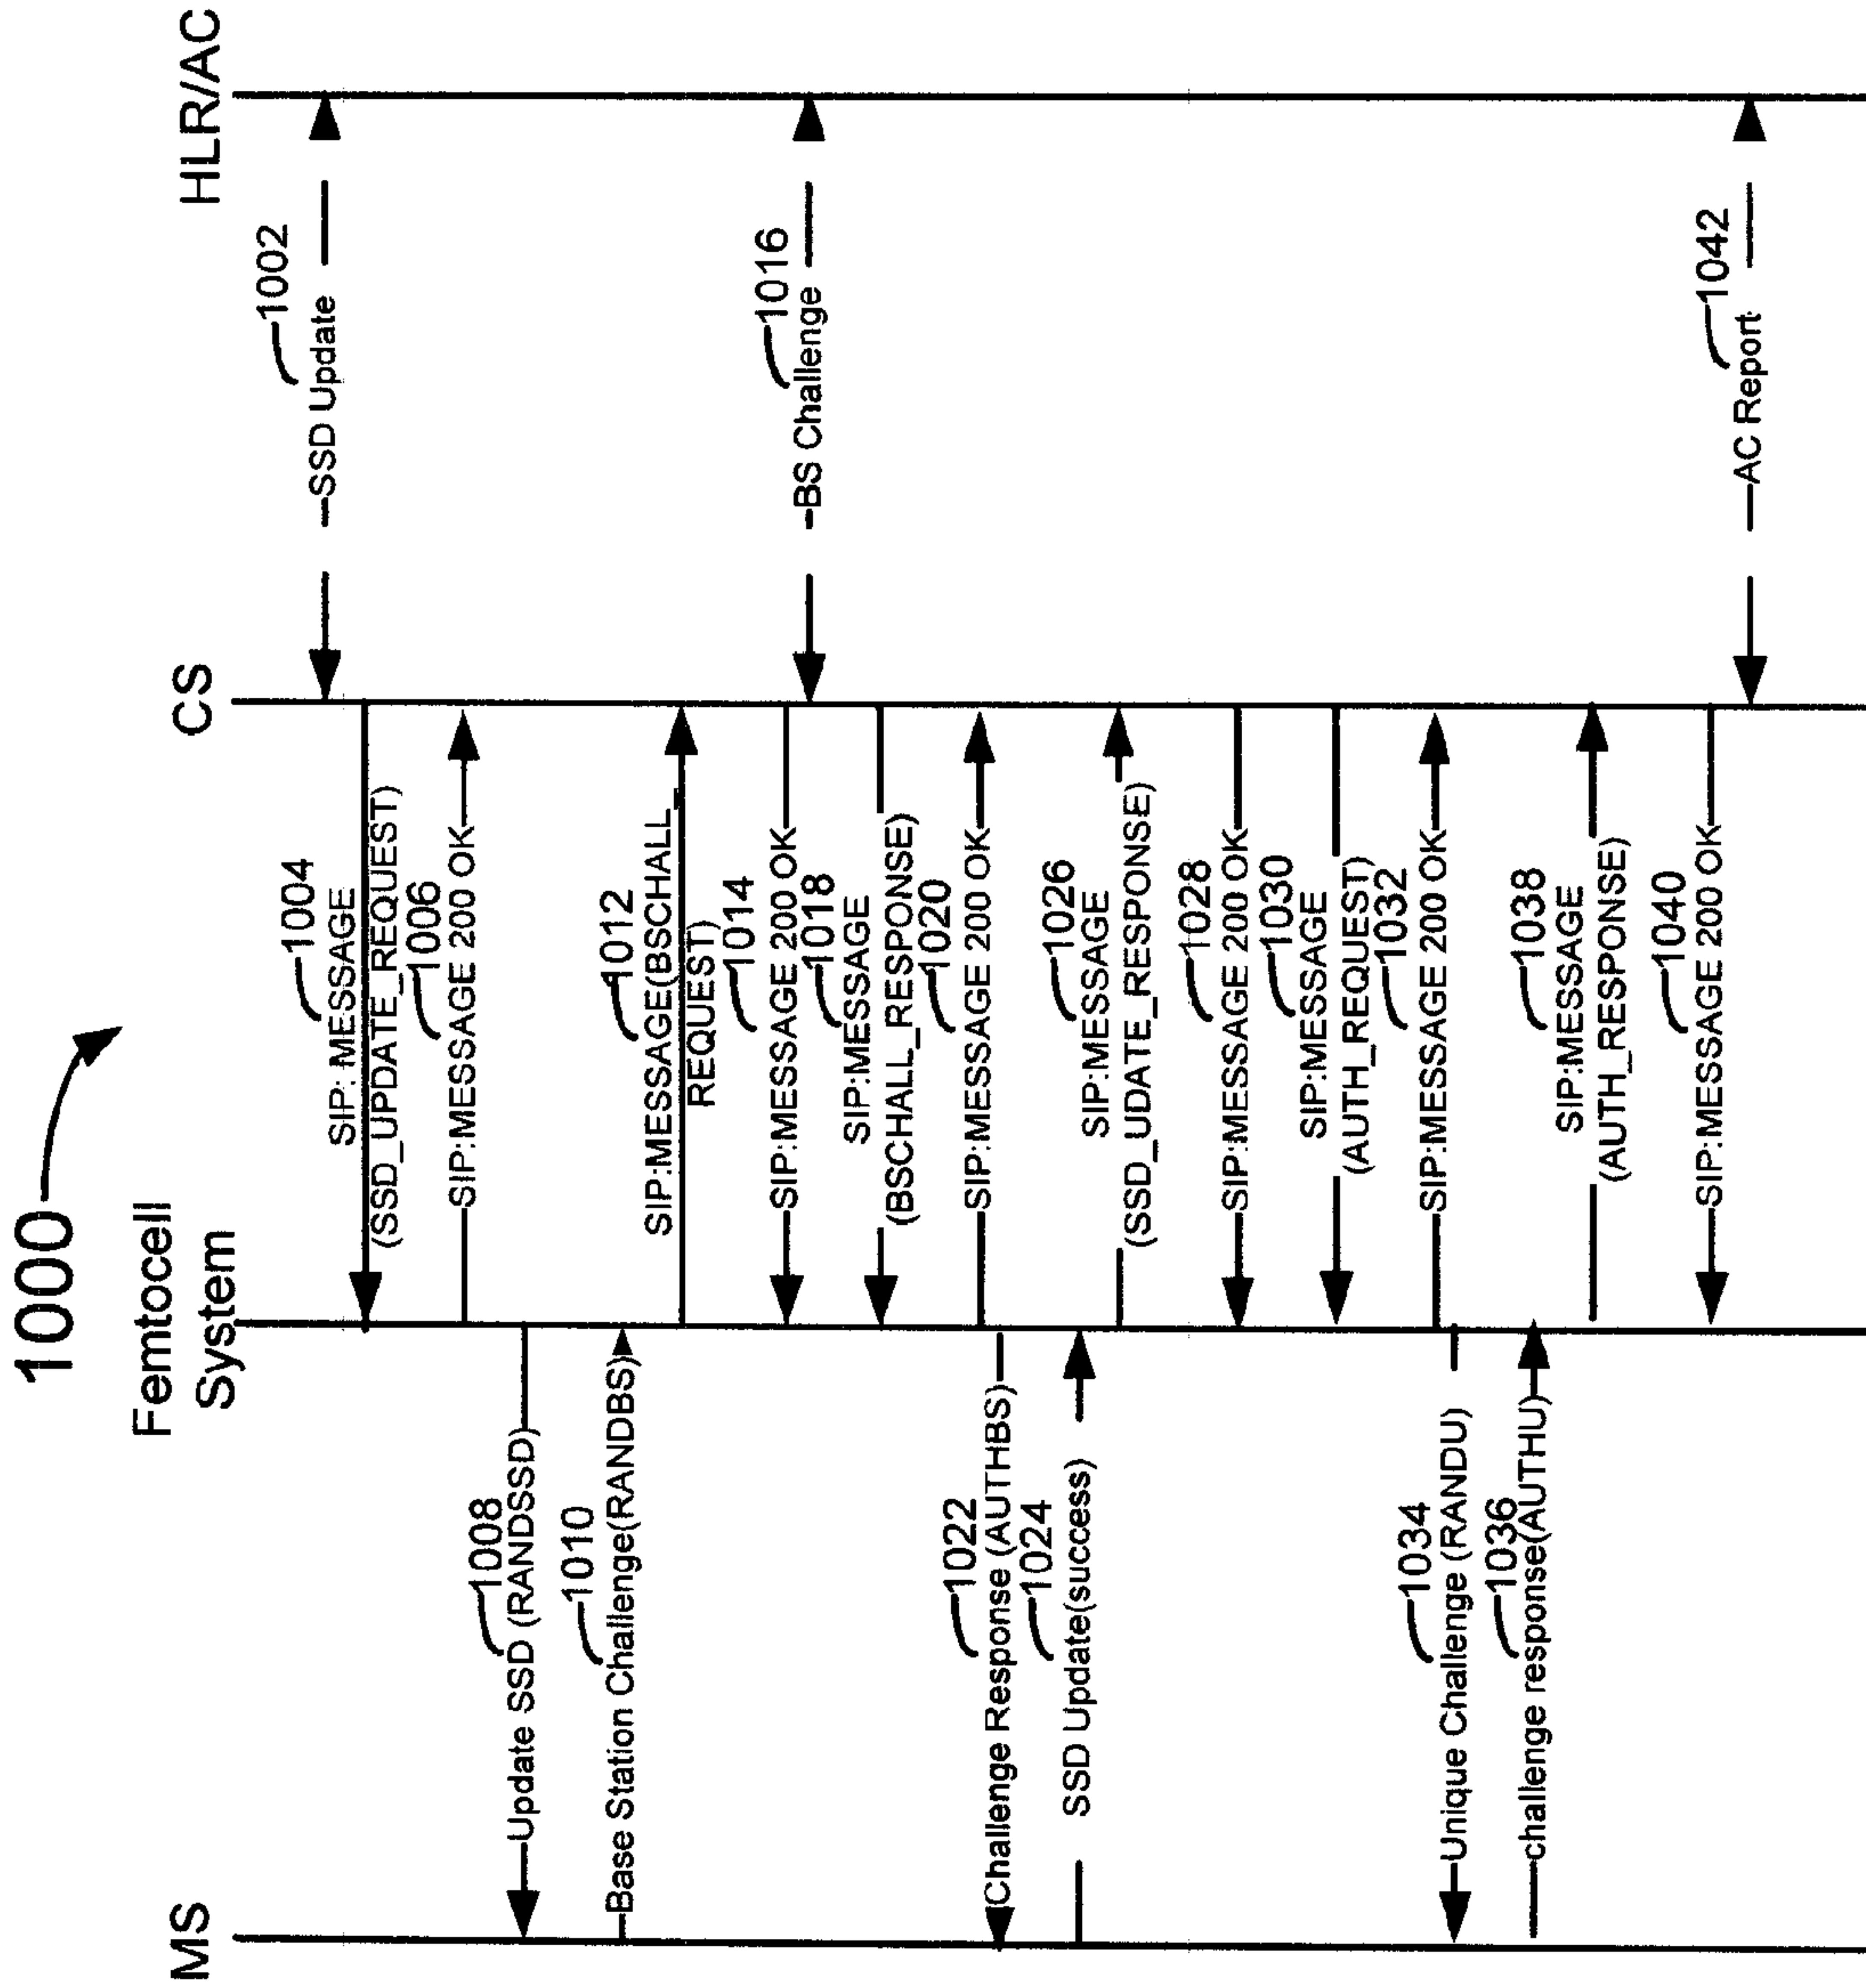 1000
MS
Femtocell
System
CS
HLR/AC
1002
SSD Update
1004
SIP: MESSAGE
(SSD_UPDATE_REQUEST)
1006
SIP:MESSAGE 200 OK
1008
Update SSD (RANDSSD)
1010
Base Station Challenge(RANDBS)
1012
SIP:MESSAGE(BSCHALL_
REQUEST)
1014
SIP:MESSAGE 200 OK
1016
BS Challenge
1018
SIP:MESSAGE
(BSCHALL_RESPONSE)
1020
SIP:MESSAGE 200 OK
1022
Challenge Response (AUTHBS)
1024
SSD Update(success)
1026
SIP:MESSAGE
(SSD_UDATE_RESPONSE)
1028
SIP:MESSAGE 200 OK
1030
SIP:MESSAGE
(AUTH_REQUEST)
1032
SIP:MESSAGE 200 OK
1034
Unique Challenge (RANDU)
1036
challenge response(AUTHU)
1038
SIP:MESSAGE
(AUTH_RESPONSE)
1040
SIP:MESSAGE 200 OK
1042
AC Report